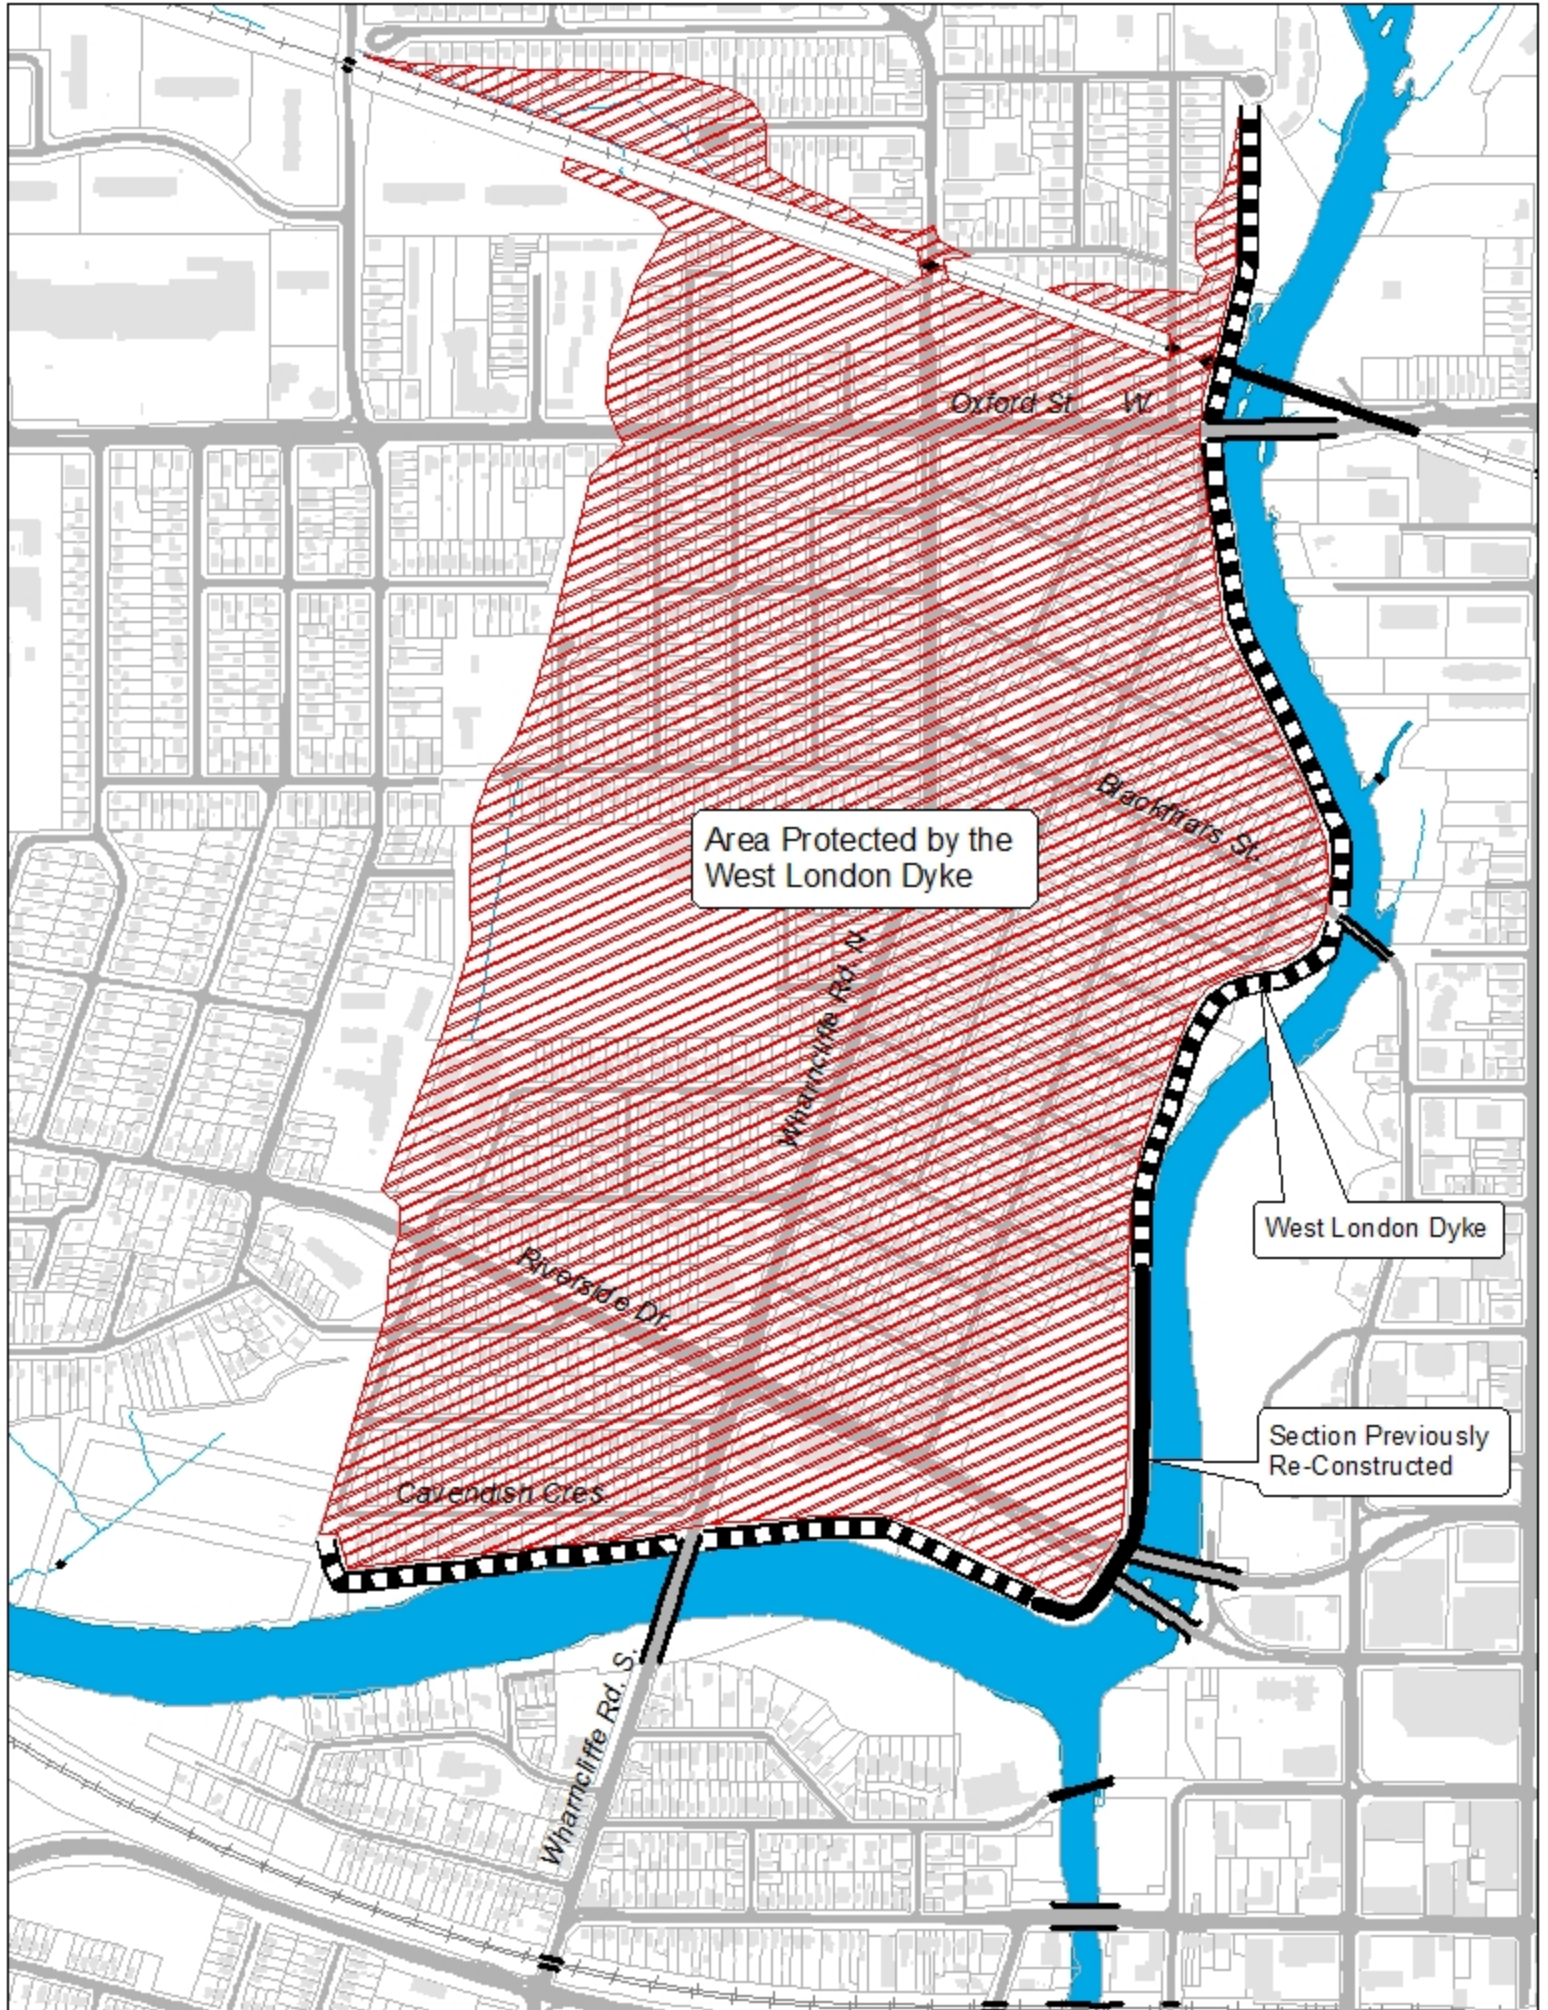 Oxford St. W.
Blackfriars St.
Area Protected by the
West London Dyke
Wharncliffe Rd. N.
West London Dyke
Riverside Dr.
Section Previously
Re-Constructed
Cavendish Cres.
Wharncliffe Rd. S.